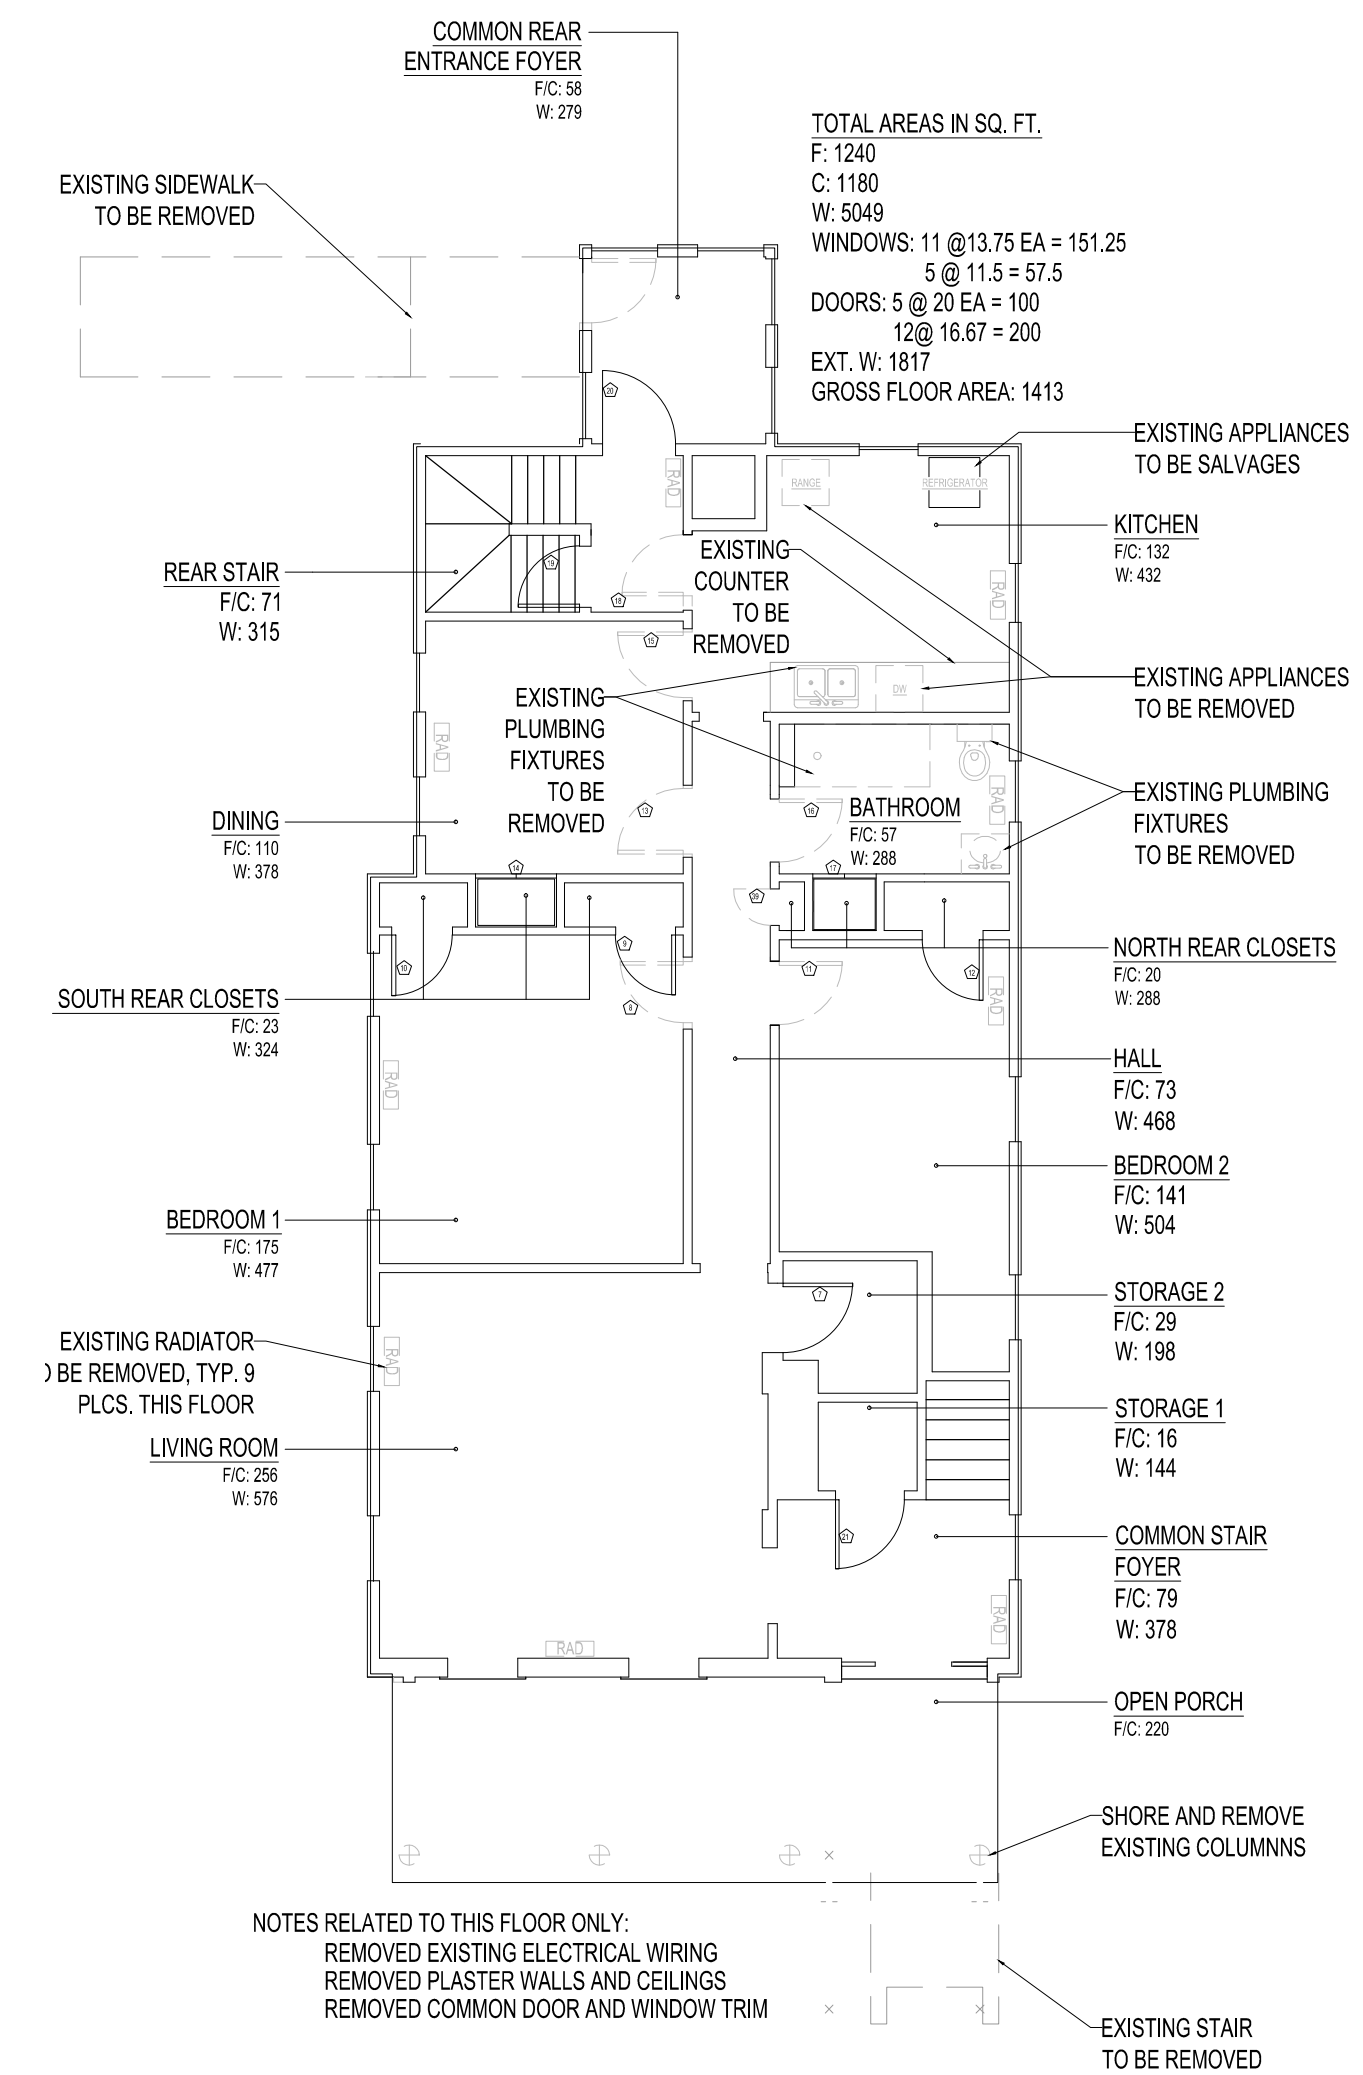 COMMON REAR
ENTRANCE FOYER
F/C: 58
W: 279
TOTAL AREAS IN SQ. FT.
F: 1240
C: 1180
W: 5049
WINDOWS: 11 @13.75 EA = 151.25
5 @ 11.5 = 57.5
DOORS: 5 @ 20 EA = 100
12@ 16.67 = 200
EXT. W: 1817
GROSS FLOOR AREA: 1413
EXISTING SIDEWALK
TO BE REMOVED
20
EXISTING APPLIANCES
TO BE SALVAGES
RAD
RANGE
REFRIGERATOR
KITCHEN
F/C: 132
W: 432
EXISTING
COUNTER
TO BE
REMOVED
REAR STAIR
F/C: 71
W: 315
19
18
RAD
15
EXISTING APPLIANCES
TO BE REMOVED
DW
EXISTING
PLUMBING
FIXTURES
TO BE
REMOVED
RAD
RAD
EXISTING PLUMBING
FIXTURES
TO BE REMOVED
BATHROOM
F/C: 57
W: 288
13
16
DINING
F/C: 110
W: 378
14
17
39
NORTH REAR CLOSETS
F/C: 20
W: 288
9
10
11
12
SOUTH REAR CLOSETS
F/C: 23
W: 324
8
RAD
HALL
F/C: 73
W: 468
RAD
BEDROOM 2
F/C: 141
W: 504
BEDROOM 1
F/C: 175
W: 477
7
STORAGE 2
F/C: 29
W: 198
EXISTING RADIATOR
O BE REMOVED, TYP. 9
PLCS. THIS FLOOR
RAD
STORAGE 1
F/C: 16
W: 144
LIVING ROOM
F/C: 256
W: 576
21
COMMON STAIR
FOYER
F/C: 79
W: 378
RAD
RAD
OPEN PORCH
F/C: 220
SHORE AND REMOVE
EXISTING COLUMNNS
NOTES RELATED TO THIS FLOOR ONLY:
REMOVED EXISTING ELECTRICAL WIRING
REMOVED PLASTER WALLS AND CEILINGS
REMOVED COMMON DOOR AND WINDOW TRIM
EXISTING STAIR
TO BE REMOVED